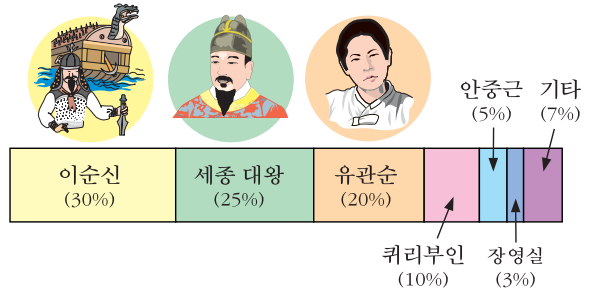 안중근
(5%)
기타
(7%)
이순신
(30%)
세종 대왕
(25%)
유관순
(20%)
퀴리부인
(10%)
장영실
(3%)